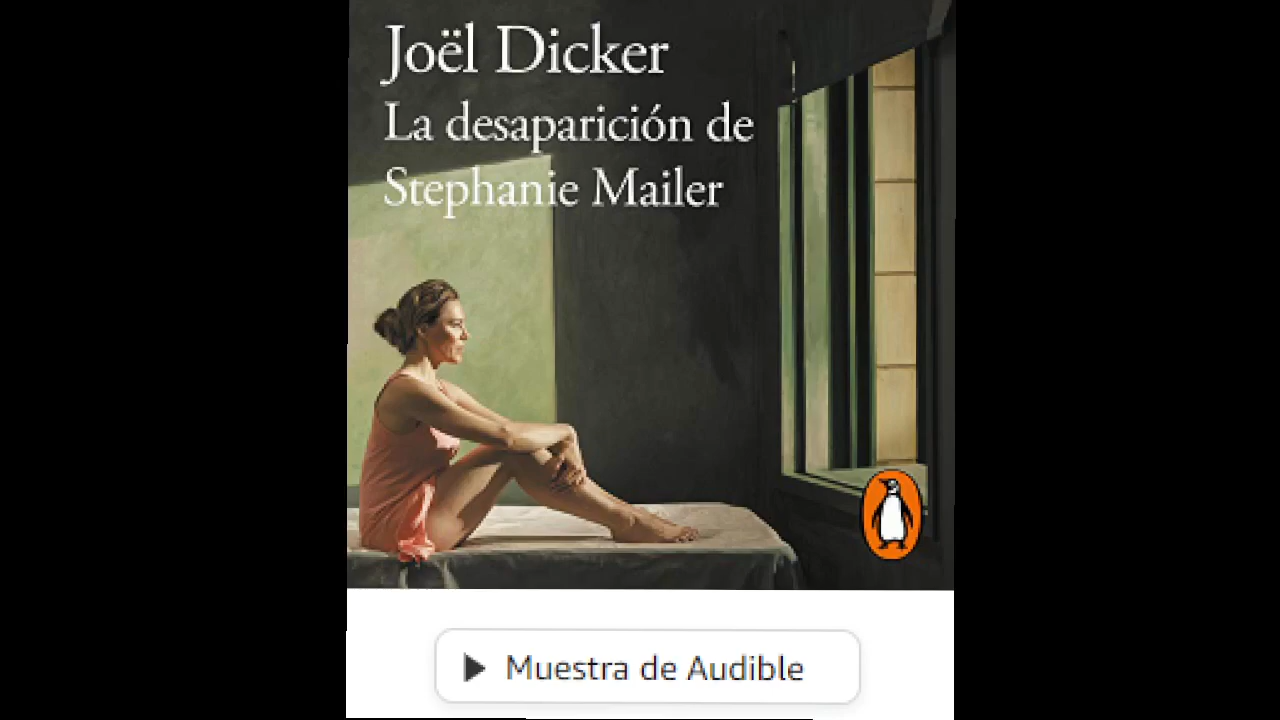 Joël Dicker
La desaparición de
Stephanie Mailer
Muestra de Audible